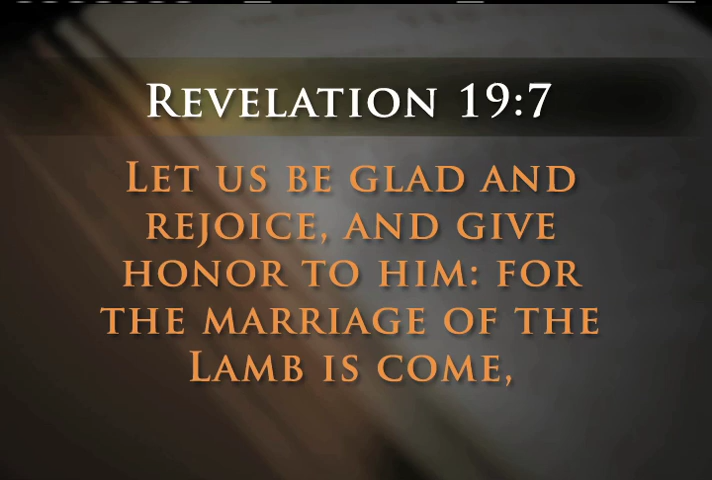 Revelation 19:7
Let us be glad and
rejoice, and give
honor to him: for
the marriage of the
Lamb is come,